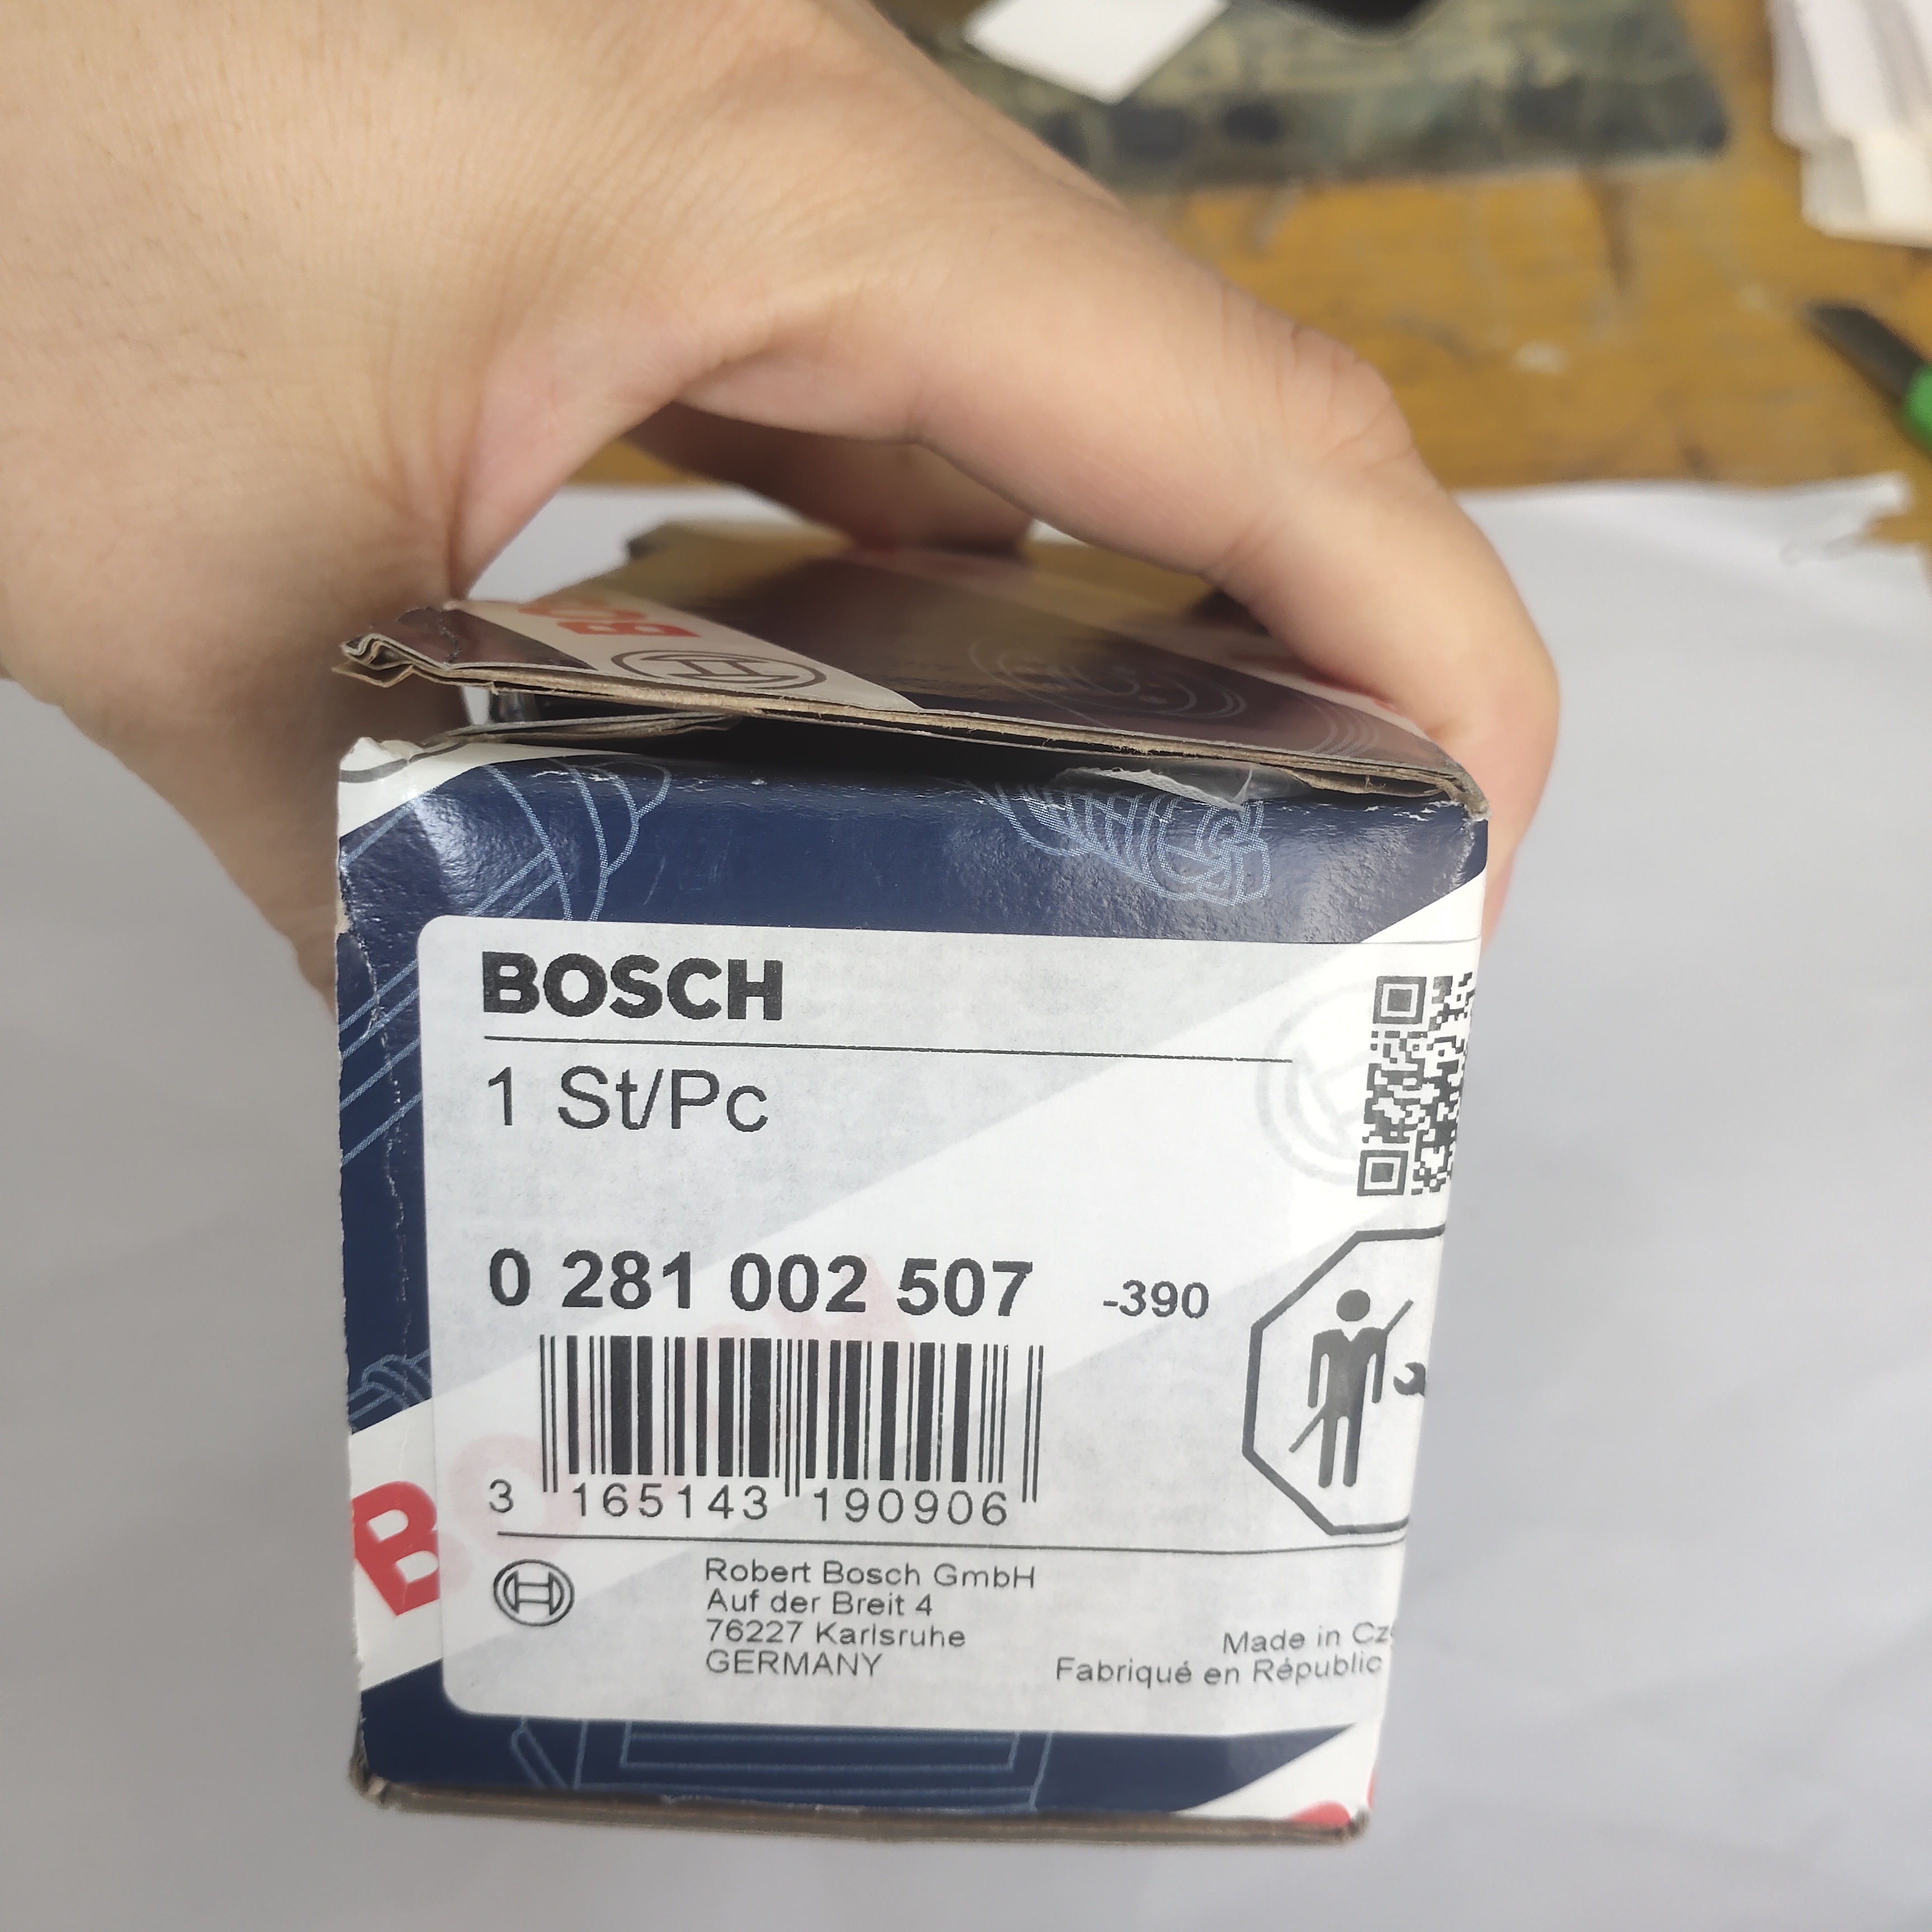 BO
BOSCH
1 St/Pc
0 281 002 507 -390
3 165143 190906
B
Robert Bosch GmbH
Auf der Breit 4
76227 Karlsruhe
GERMANY
Made in
Fabriqué en